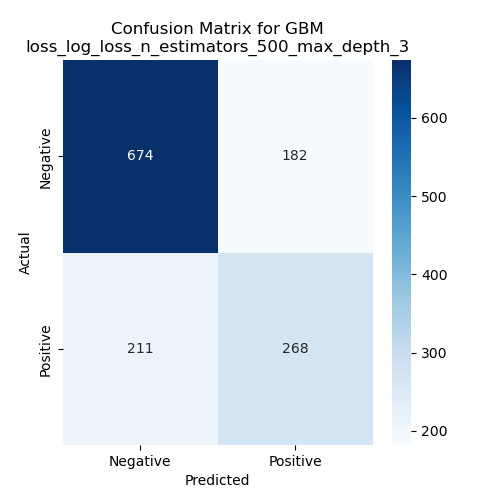 Confusion Matrix for GBM
loss_log_loss_n_estimators_500_max_depth_3
Actual
Negative
Positive
674
182
211
268
Negative
Positive
Predicted
600
500
400
300
200